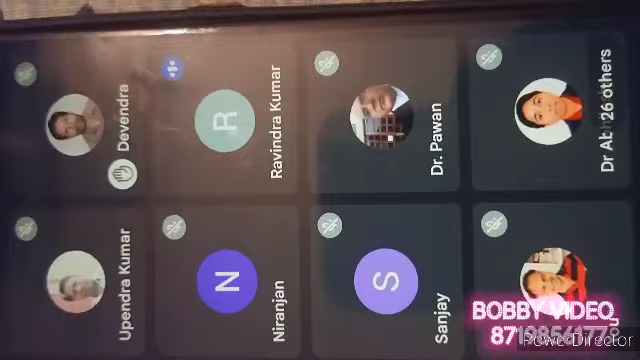 Devendra
R
Ravindra Kumar
Dr. Pawan
26 others
Upendra Kumar
N
Niranjan
S
Sanjay
BOBBY VIDEO
PowerDirector